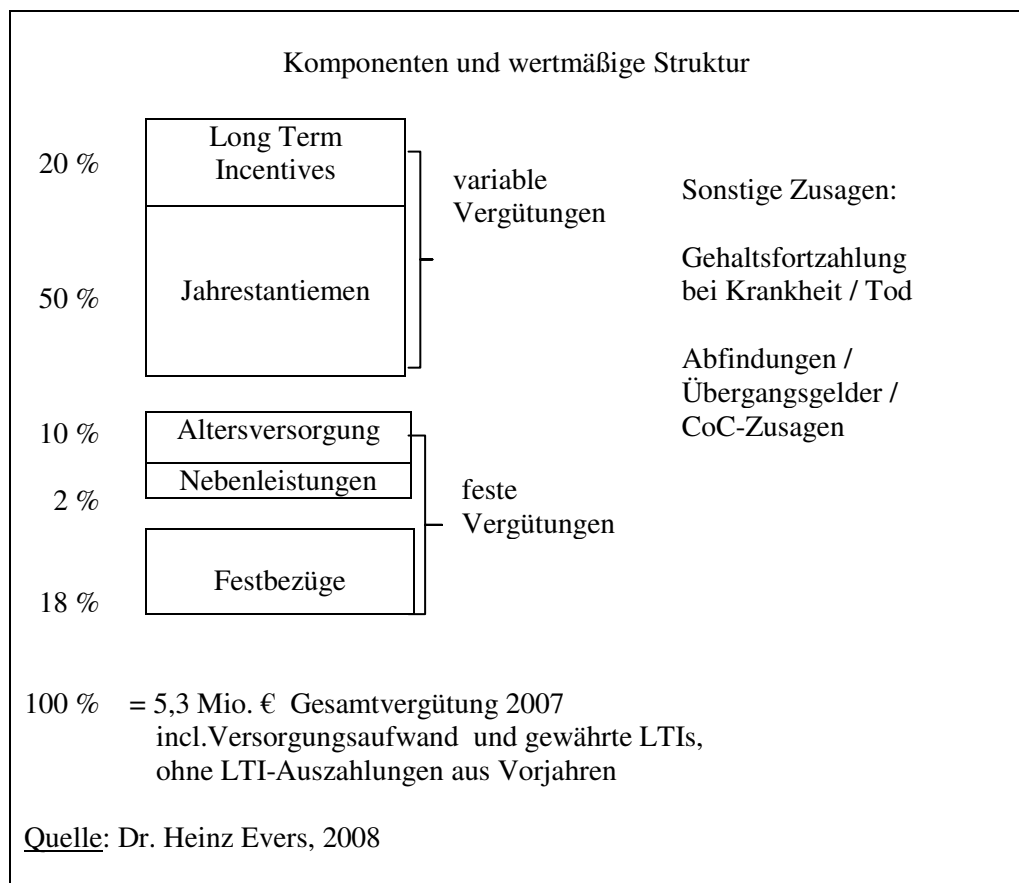 Komponenten und wertmäßige Struktur
20 %
Long Term
Incentives
50 %
Jahrestantiemen
variable
Vergütungen
Sonstige Zusagen:
Gehaltsfortzahlung
bei Krankheit / Tod
Abfindungen /
Übergangsgelder /
CoC-Zusagen
10 %
Altersversorgung
2 %
Nebenleistungen
18 %
Festbezüge
feste
Vergütungen
100 % = 5,3 Mio. € Gesamtvergütung 2007
incl.Versorgungsaufwand und gewährte LTIs,
ohne LTI-Auszahlungen aus Vorjahren
Quelle: Dr. Heinz Evers, 2008